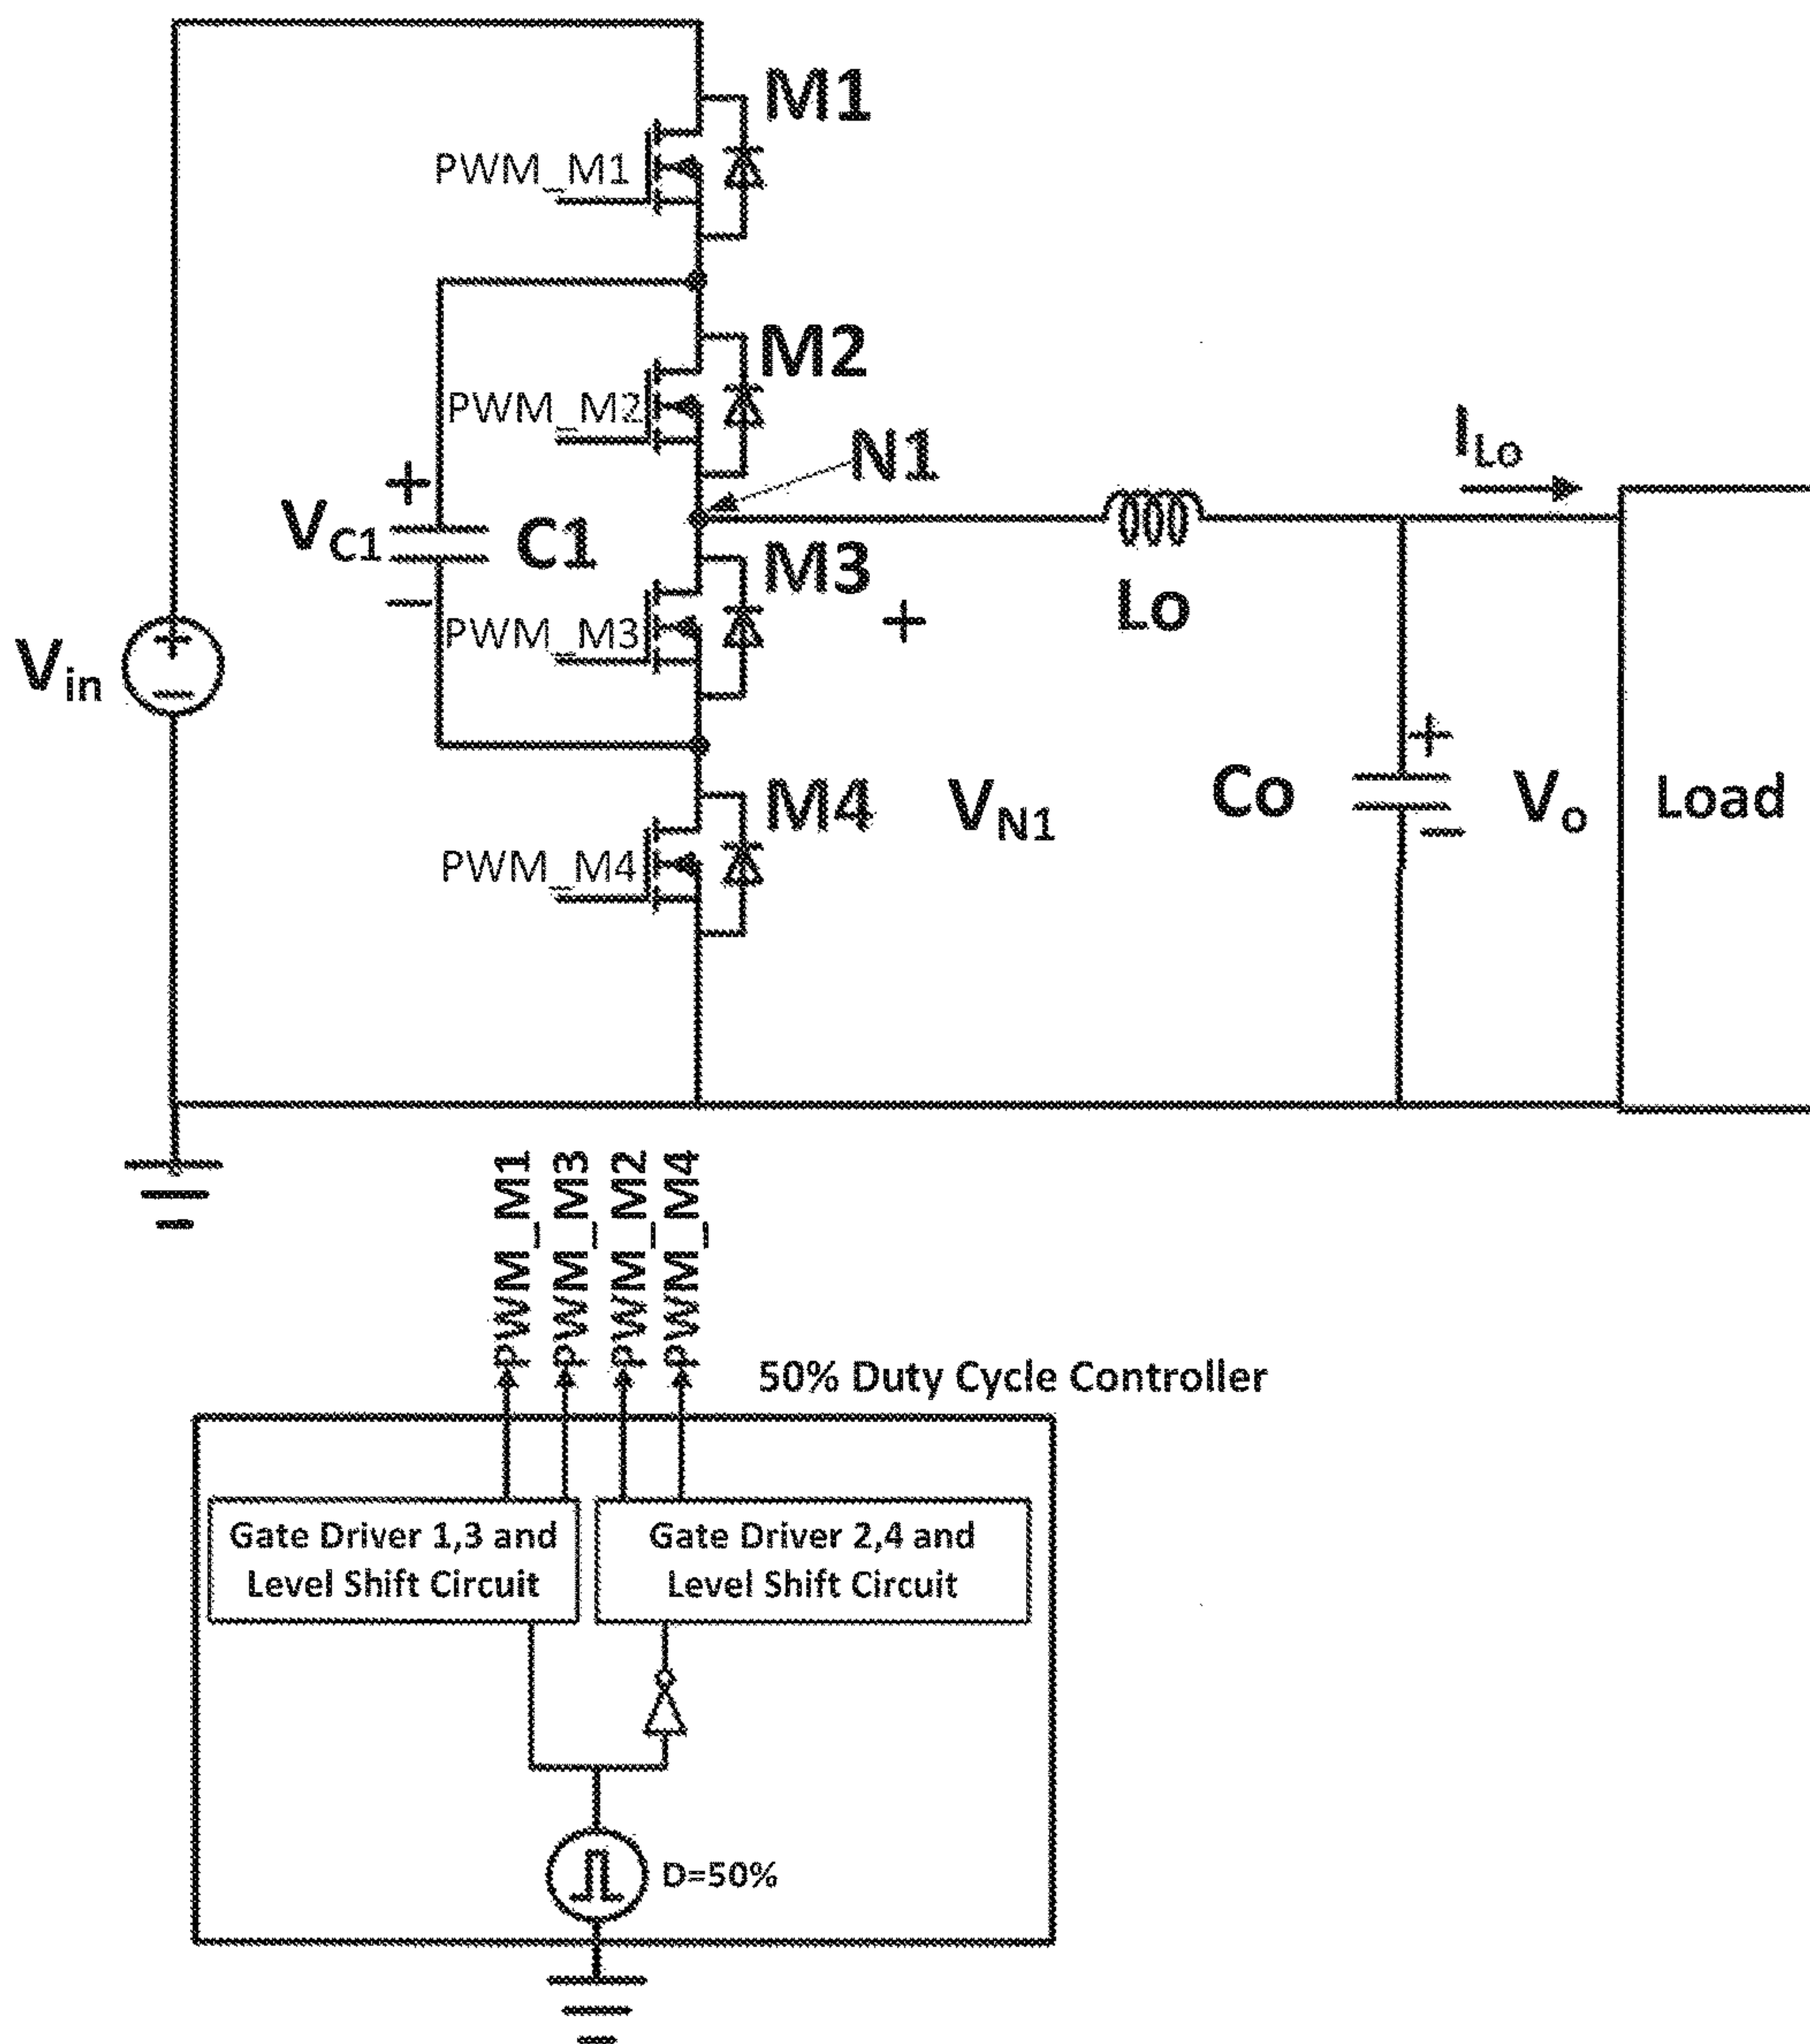 M1
PWM_M1
M2
PWM_M2
N1
ILo
VC1
+
C1
−
M3
PWM_M3
+
Lo
Vin
+
−
M4
PWM_M4
VN1
Co
+
−
Vo
Load
PWM_M1
PWM_M3
PWM_M2
PWM_M4
50% Duty Cycle Controller
Gate Driver 1,3 and
Level Shift Circuit
Gate Driver 2,4 and
Level Shift Circuit
D=50%